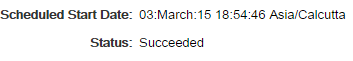 Scheduled Start Date: 03:March:15 18:54:46 Asia/Calcutta
Status: Succeeded